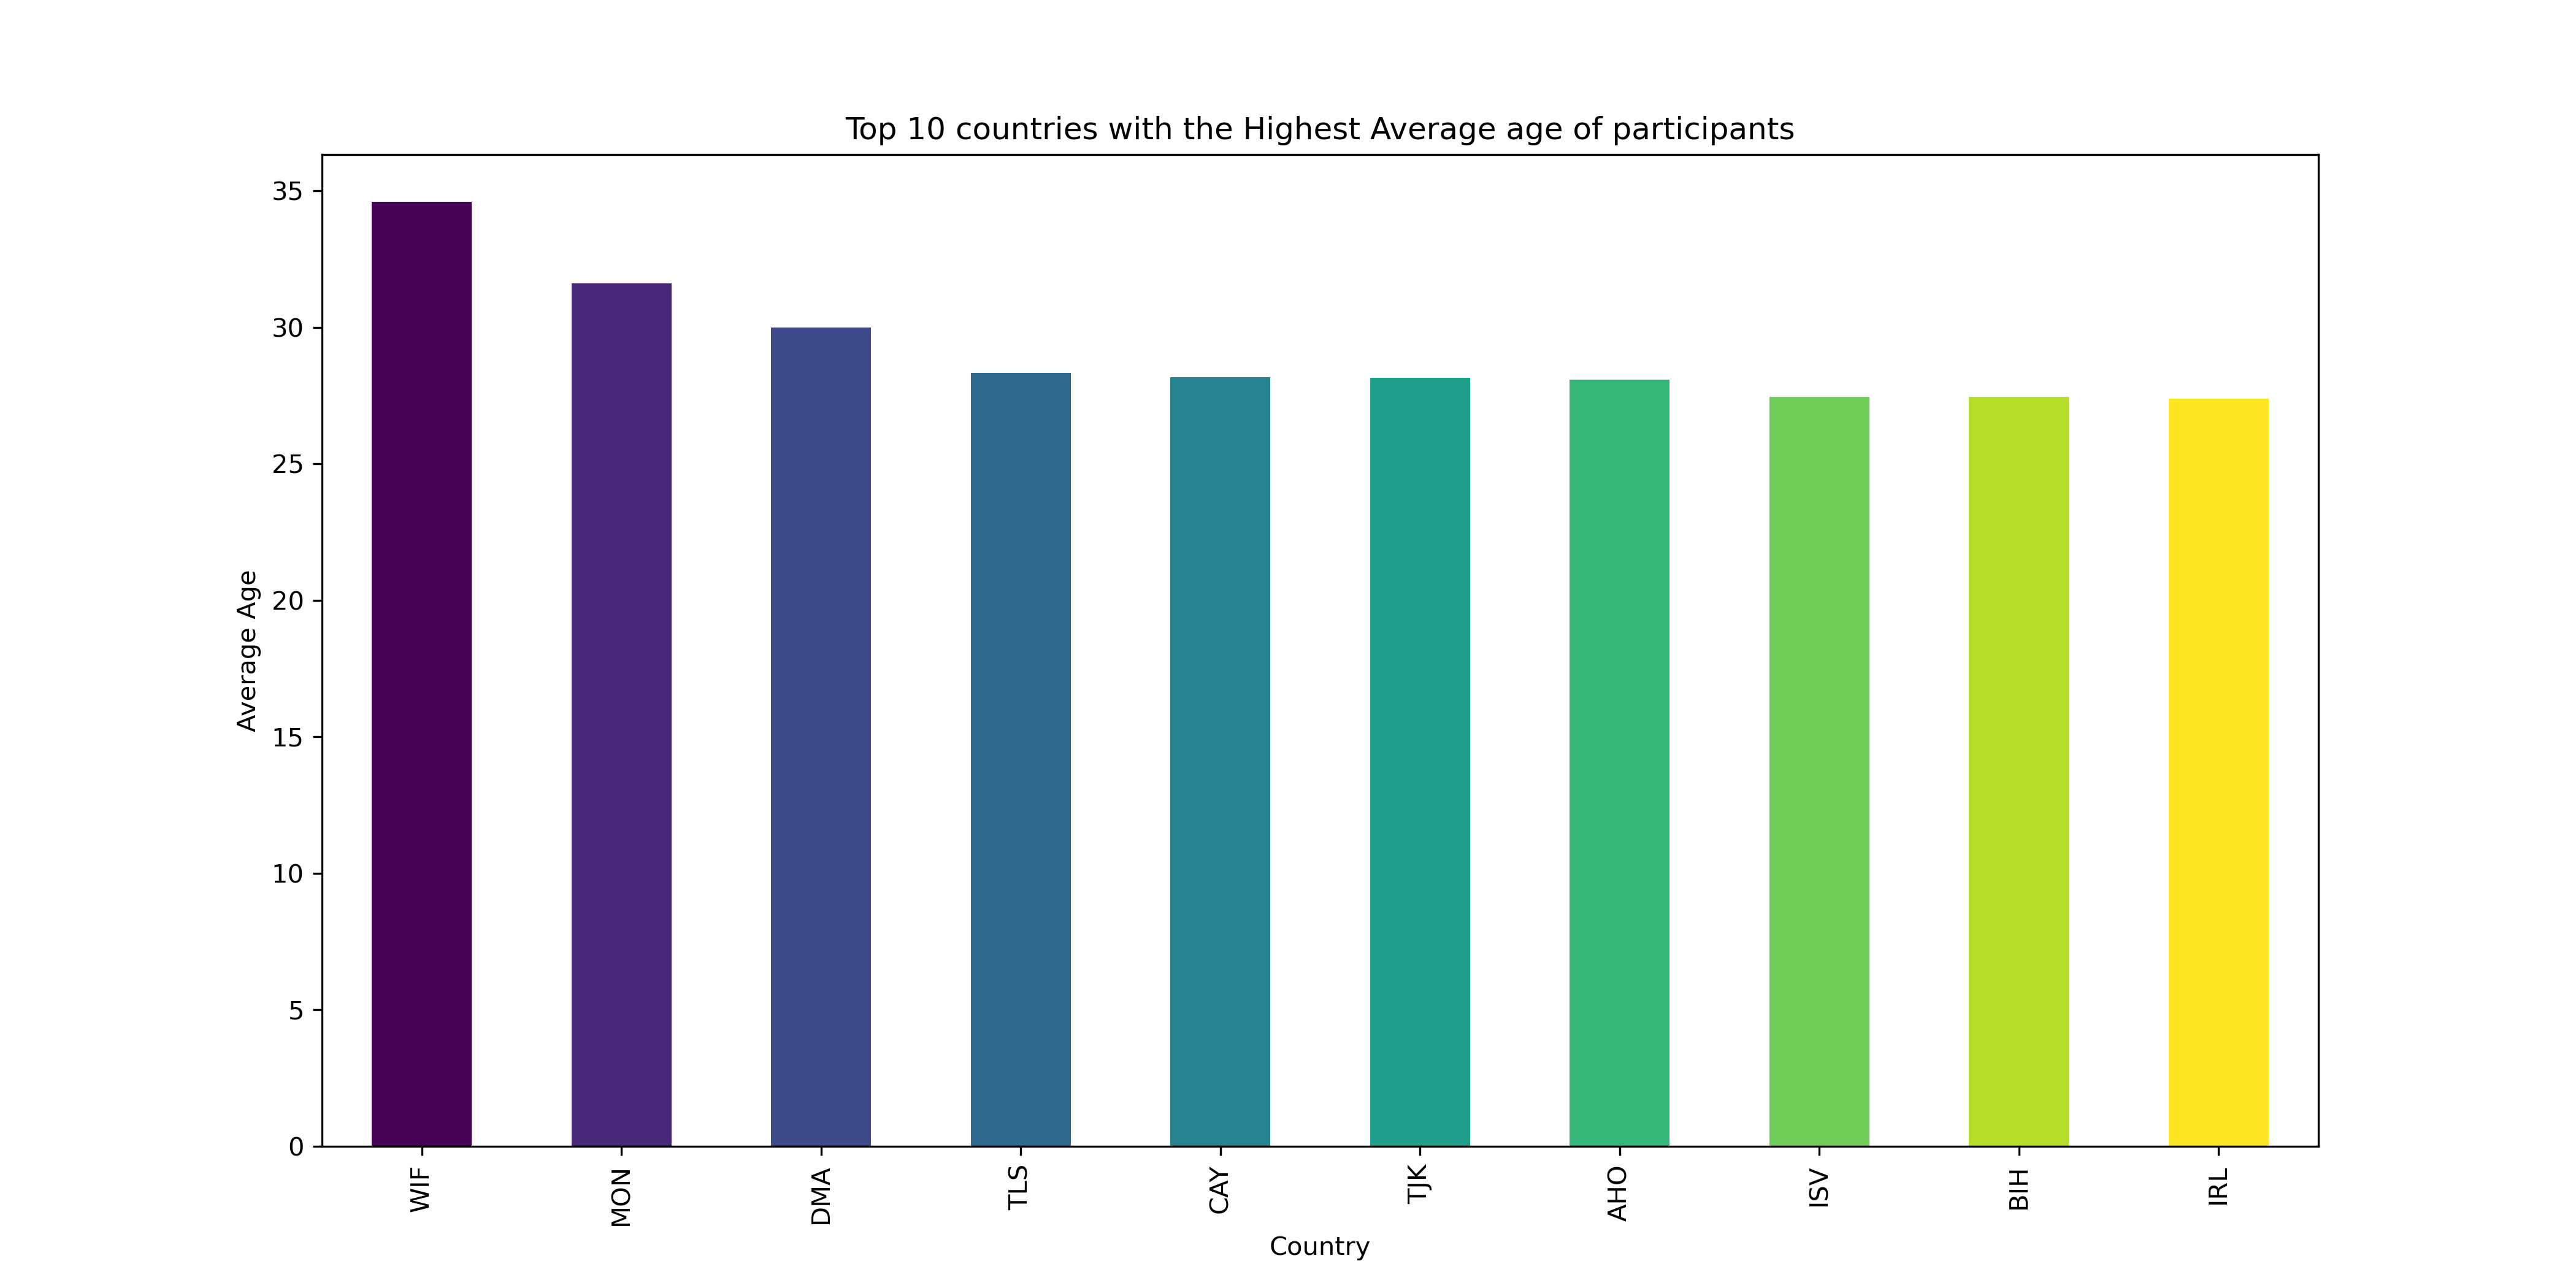 Top 10 countries with the Highest Average age of participants
35
30
25
20
15
10
5
0
Average Age
WIF
MON
DMA
TLS
CAY
TJK
AHO
ISV
BIH
IRL
Country